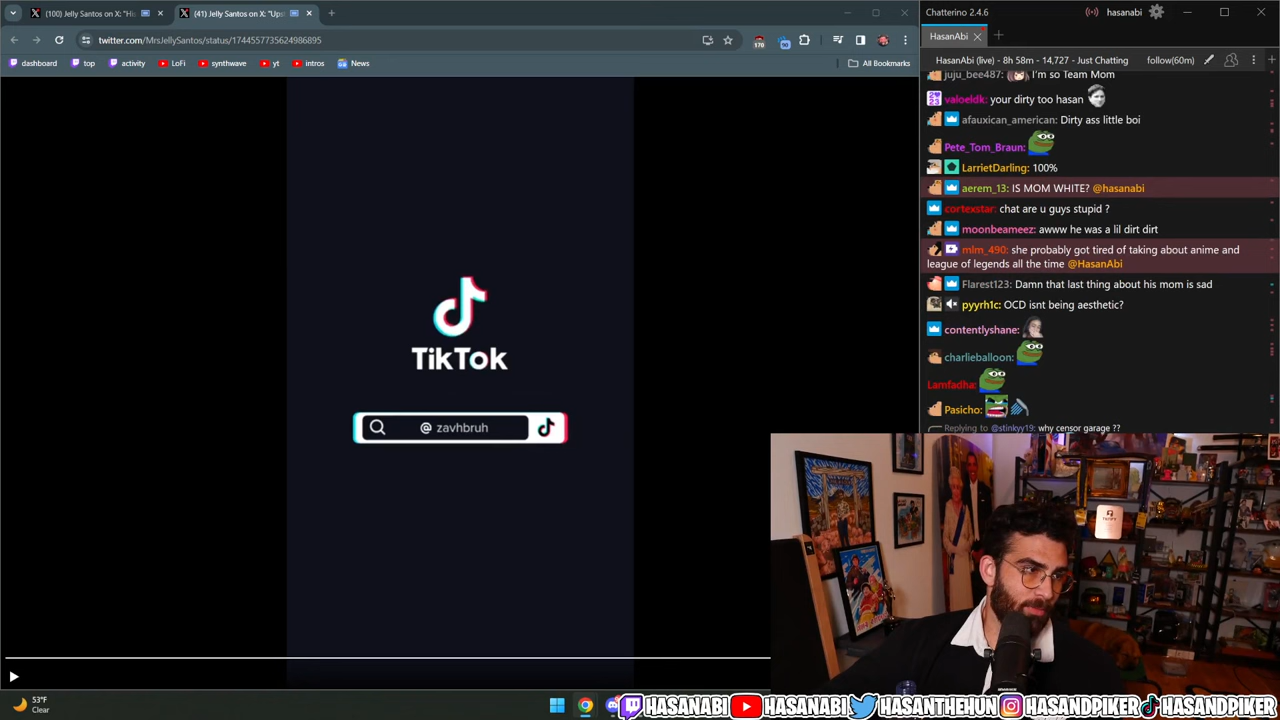 (100) Jelly Santos on X: "His
(41) Jelly Santos on X: "Ups
twitter.com/MrsJellySantos/status/1744557735624986895
170
dashboard
top
activity
LoFi
synthwave
yt
intros
News
All Bookmarks
TikTok
@ zavhbruh
53°F
Clear
Chatterino 2.4.6
hasanabi
HasanAbi
HasanAbi (live) - 8h 58m - 14,727 - Just Chatting
follow(60m)
juju_bee487: I'm so Team Mom
valoeidk: your dirty too hasan
afauxican_american: Dirty ass little boi
Pete_Tom_Braun:
LarrietDarling: 100%
aerem_13: IS MOM WHITE? @hasanabi
cortexstar: chat are u guys stupid ?
moonbeameez: awww he was a lil dirt dirt
mlm_490: she probably got tired of taking about anime and
league of legends all the time @HasanAbi
Flarest123: Damn that last thing about his mom is sad
pyyrh1c: OCD isnt being aesthetic?
contentlyshane:
charlieballoon:
Lamfadha:
Pasicho:
Replying to @stinkyy19: why censor garage ??
HASANABI
HASANABI
HASANTHEHUN
HASANDPIKER
HASANDPIKER